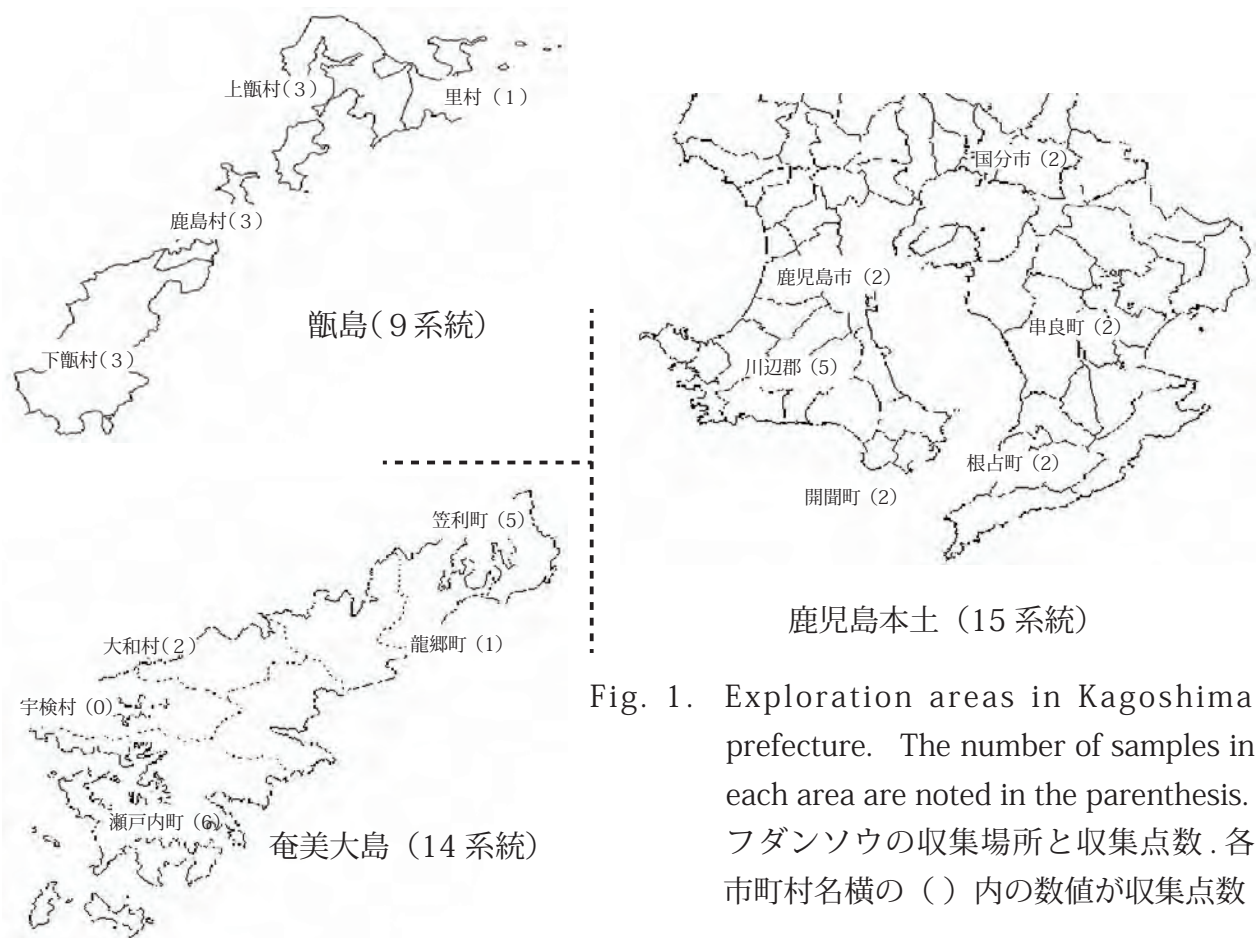 上甑村(3)
里村（1）
鹿島村(3)
甑島(９系統)
下甑村(3)
国分市（2）
鹿児島市（2）
串良町（2）
川辺郡（5）
根占町（2）
開聞町（2）
鹿児島本土（15 系統）
笠利町（5）
大和村(2)
龍郷町（1）
宇検村（0）
瀬戸内町（6）
奄美大島（14 系統）
Fig. 1. Exploration areas in Kagoshima
prefecture. The number of samples in
each area are noted in the parenthesis.
フダンソウの収集場所と収集点数 . 各
市町村名横の（ ）内の数値が収集点数